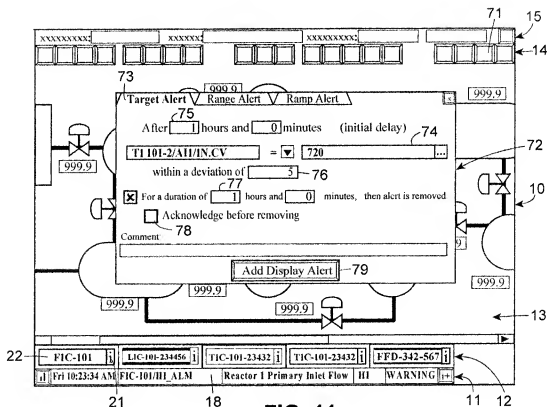 xxxxxxxxx: xxxxxx: xxxxxxxxx: 71 15
14
73 999.9
Target Alert Range Alert Ramp Alert x
75
After 1 hours and 0 minutes (initial delay) 74
999.9 T1101-2/AI1/IN.CV = 720 ... 999.9
72
within a deviation of 5 76
77
x For a duration of 1 hours and 0 minutes, then alert is removed
10
Acknowledge before removing
78
Comment
999.9 999.9
Add Display Alert 79
999.9 999.9 999.9
13
22 FIC-101 i LIC-101-234456 i TIC-101-23432 i TIC-101-23432 i FFD-342-567 i
12
Fri 10:23:34 AM FIC-101/HI_ALM Reactor 1 Primary Inlet Flow HI WARNING
21 18 11